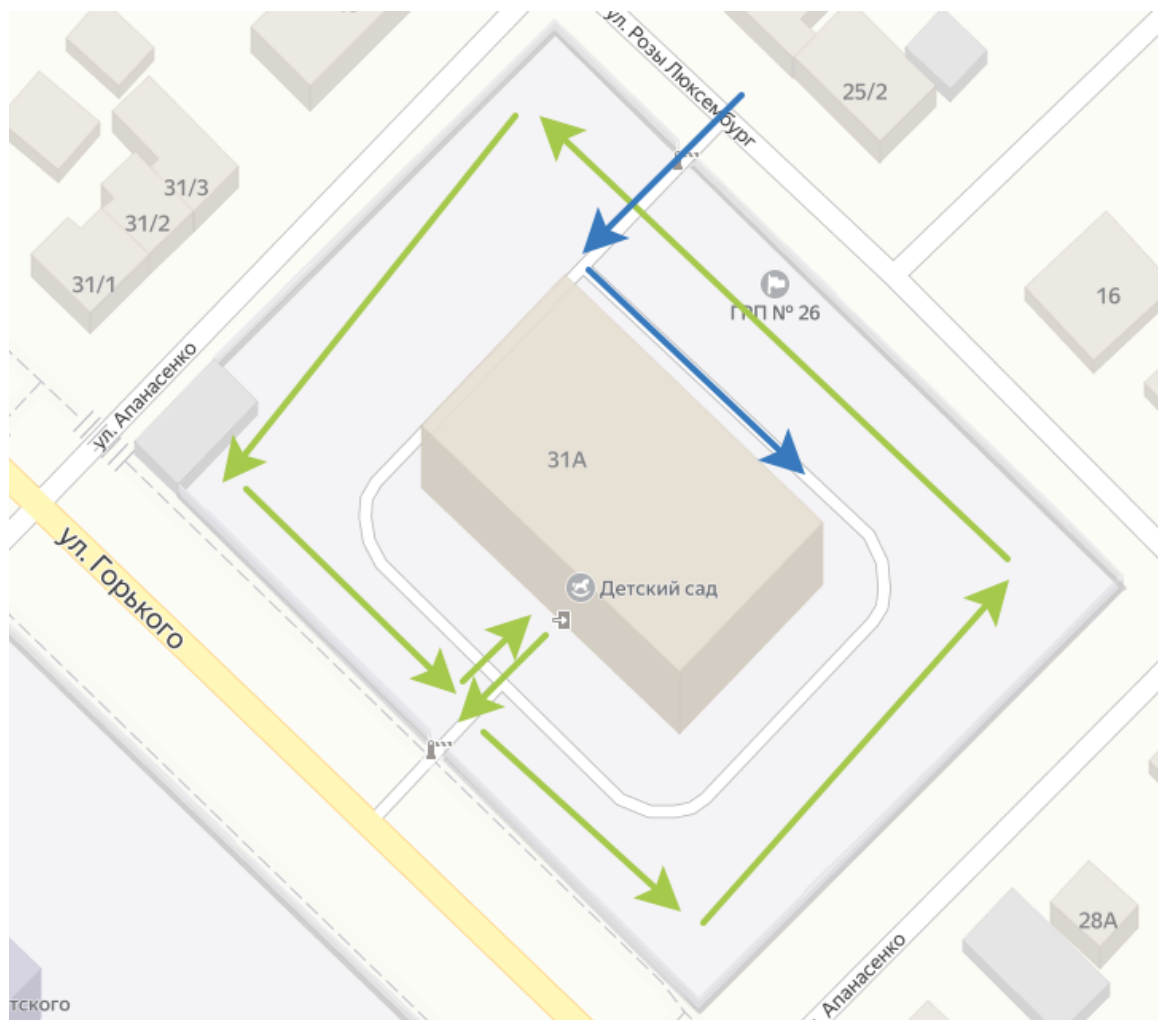 ул. Розы Люксембург
25/2
31/3
31/2
31/1
16
ГРП № 26
ул. Апанасенко
31А
ул. Горького
Детский сад
28А
Апанасенко
тского